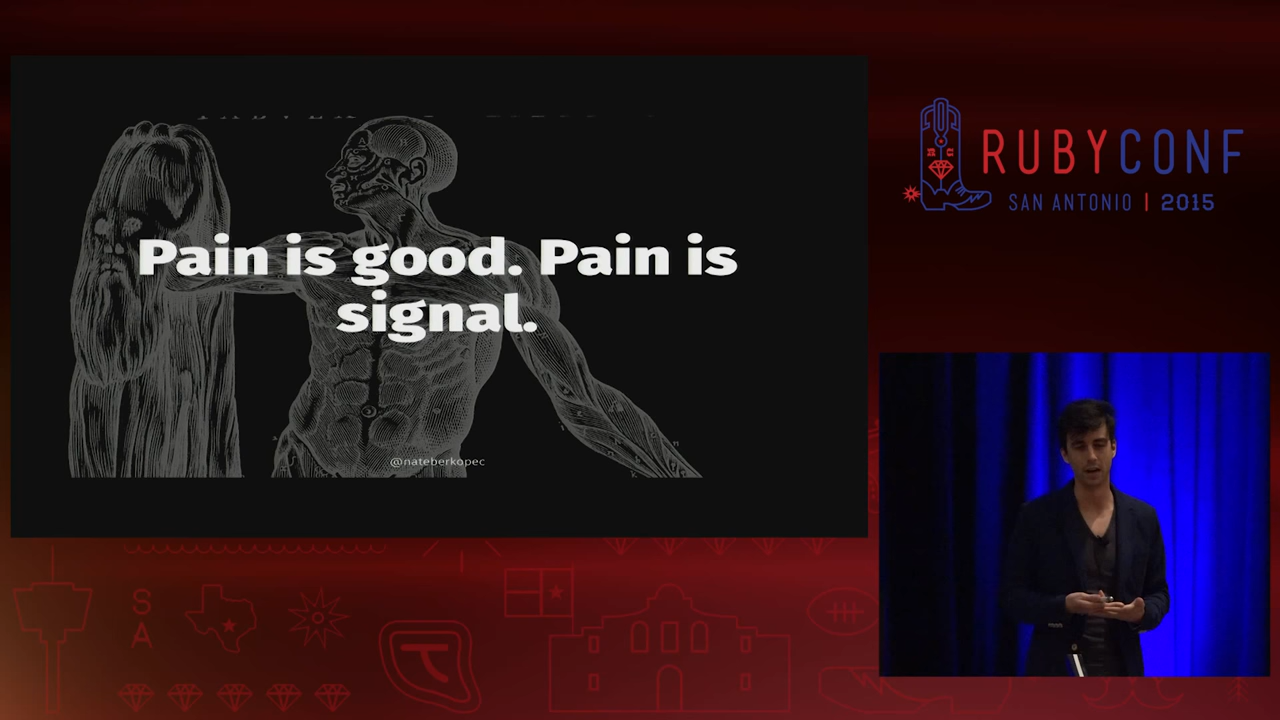 Pain is good. Pain is
signal.
@nateberkopec
RUBYCONF
SAN ANTONIO | 2015
S
A